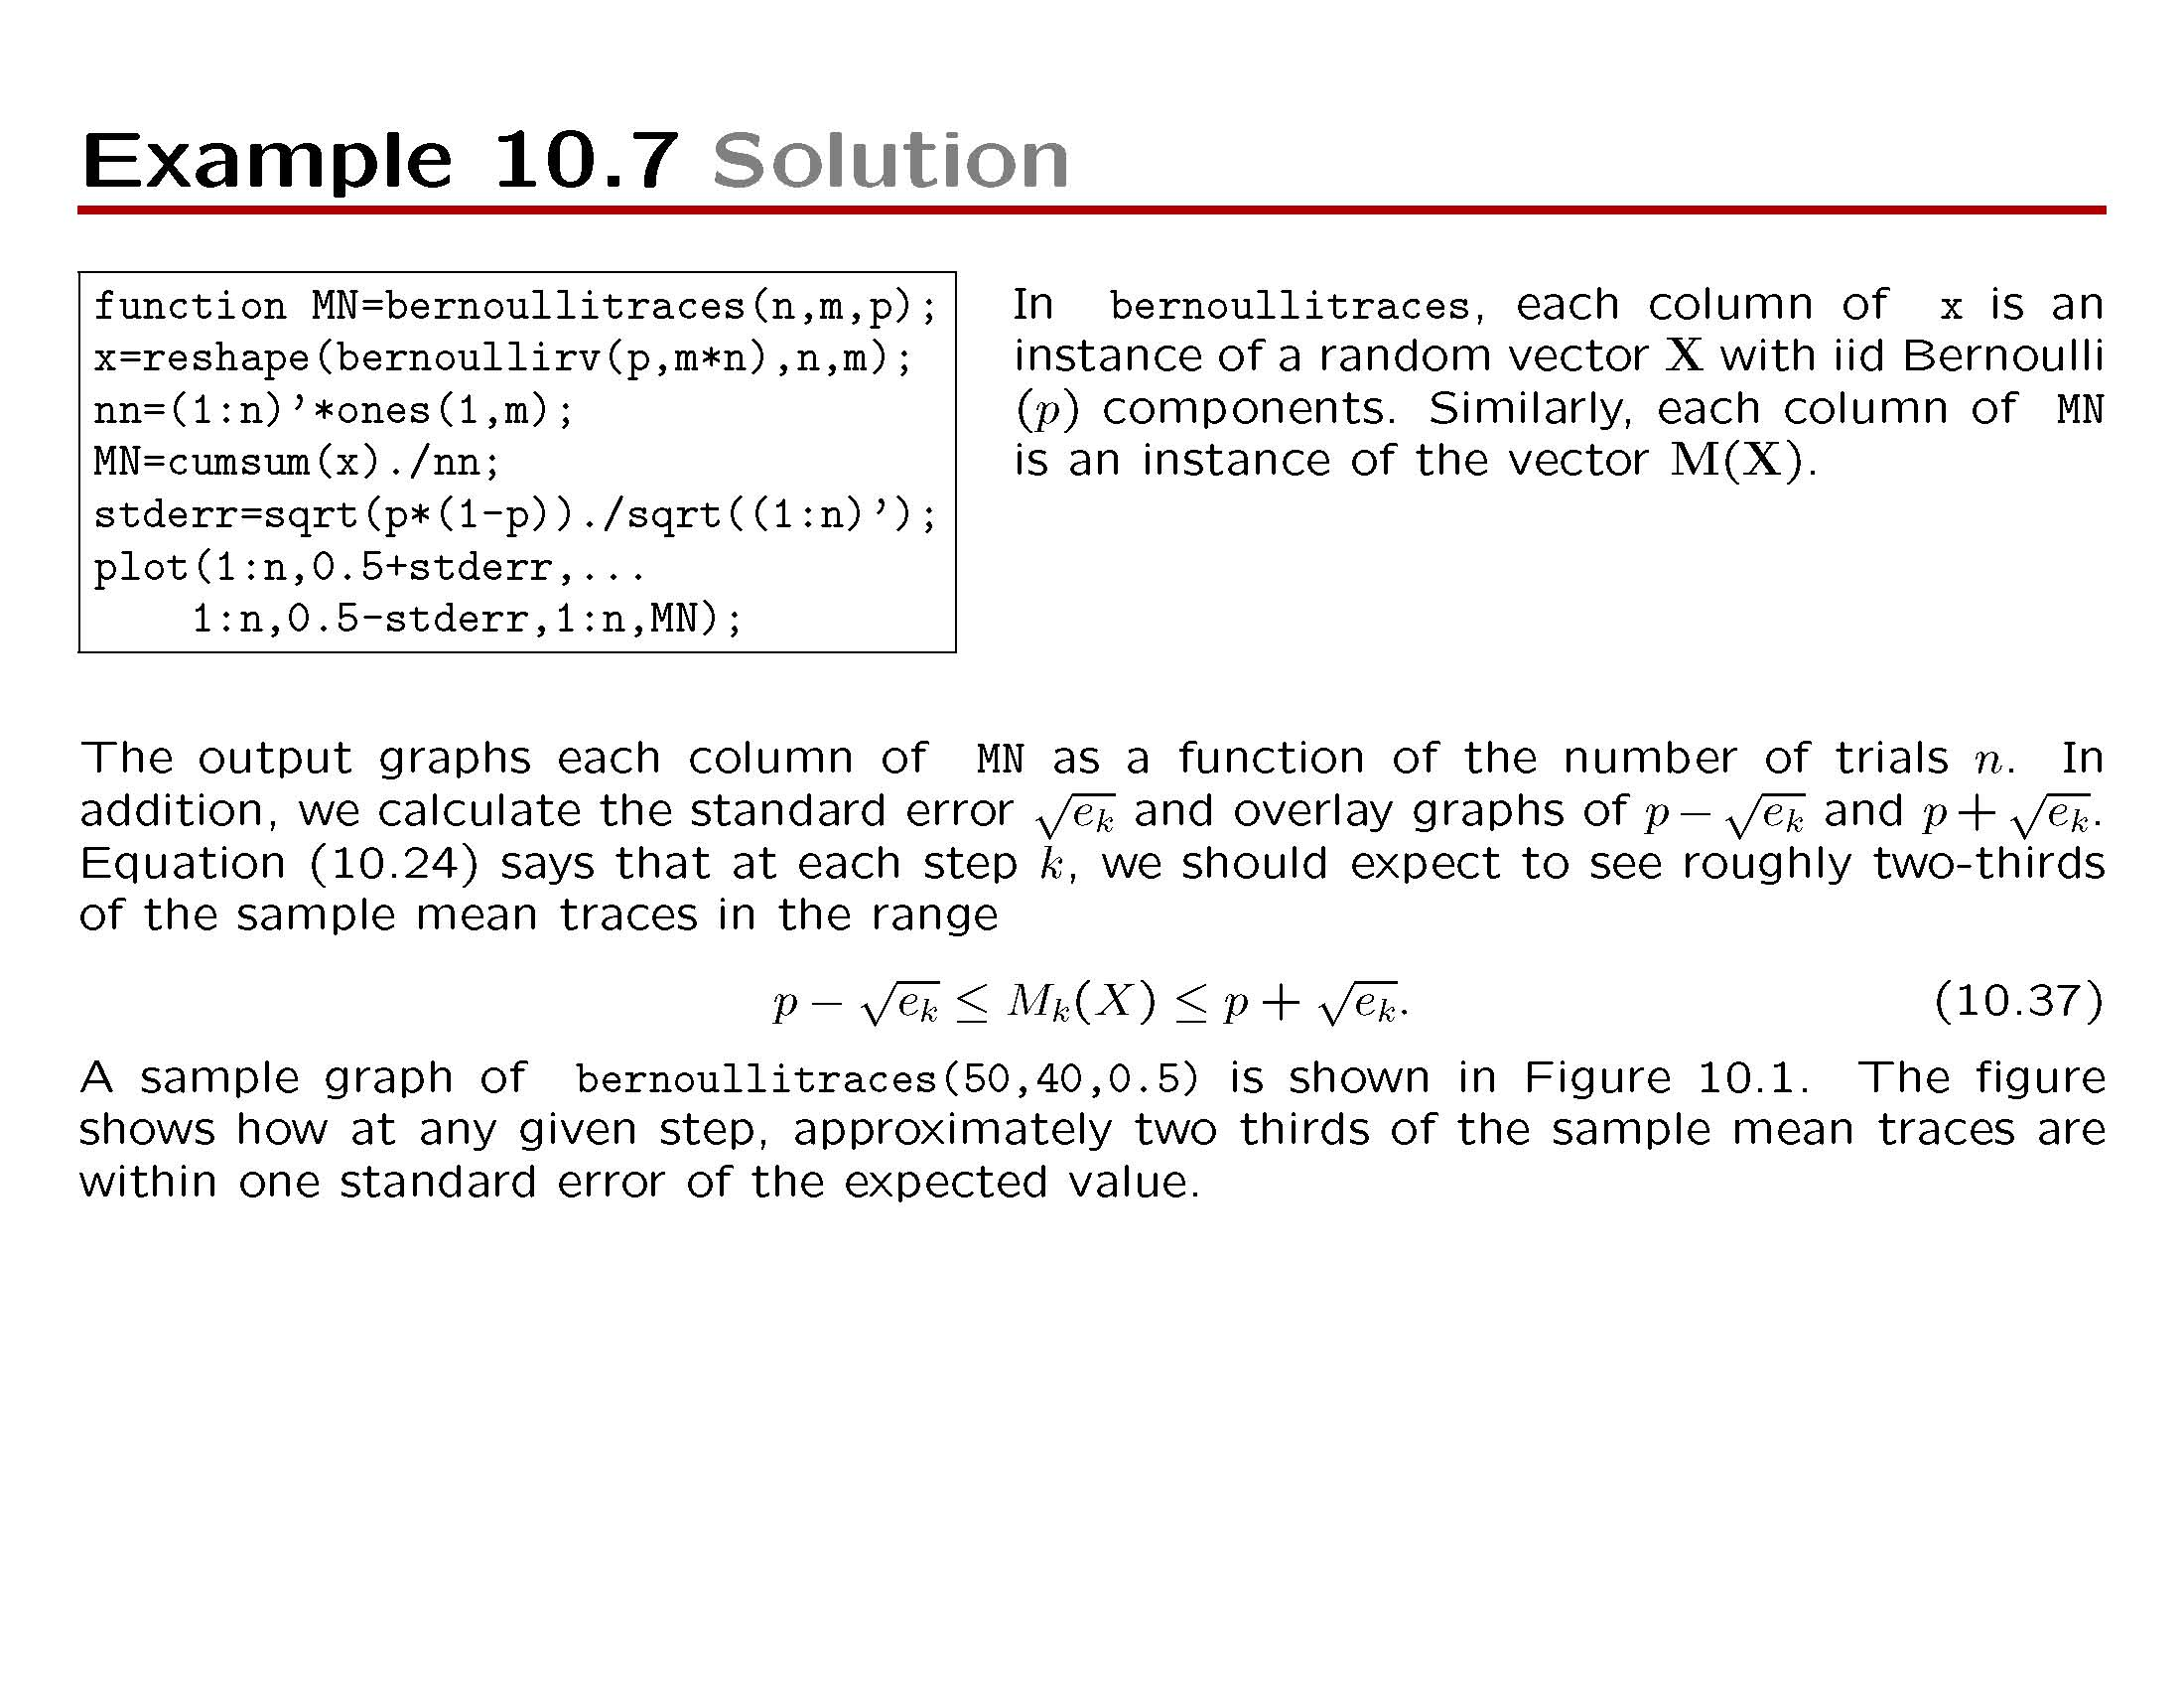 Example 10.7 Solution
function MN=bernoullitraces(n,m,p);
x=reshape(bernoullirv(p,m*n),n,m);
nn=(1:n)’*ones(1,m);
MN=cumsum(x)./nn;
stderr=sqrt(p*(1-p))./sqrt((1:n)’);
plot(1:n,0.5+stderr,...
    1:n,0.5-stderr,1:n,MN);
In bernoullitraces, each column of x is an
instance of a random vector X with iid Bernoulli
(p) components. Similarly, each column of MN
is an instance of the vector M(X).
The output graphs each column of MN as a function of the number of trials n. In
addition, we calculate the standard error √e_k and overlay graphs of p − √e_k and p + √e_k.
Equation (10.24) says that at each step k, we should expect to see roughly two-thirds
of the sample mean traces in the range
p − √e_k ≤ M_k(X) ≤ p + √e_k. (10.37)
A sample graph of bernoullitraces(50,40,0.5) is shown in Figure 10.1. The figure
shows how at any given step, approximately two thirds of the sample mean traces are
within one standard error of the expected value.